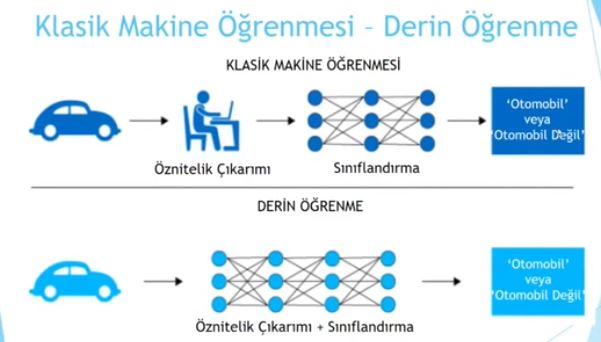 Klasik Makine Öğrenmesi – Derin Öğrenme
KLASİK MAKİNE ÖĞRENMESİ
Öznitelik Çıkarımı
Sınıflandırma
‘Otomobil’
veya
‘Otomobil Değil’
DERİN ÖĞRENME
Öznitelik Çıkarımı + Sınıflandırma
‘Otomobil’
veya
‘Otomobil Değil’